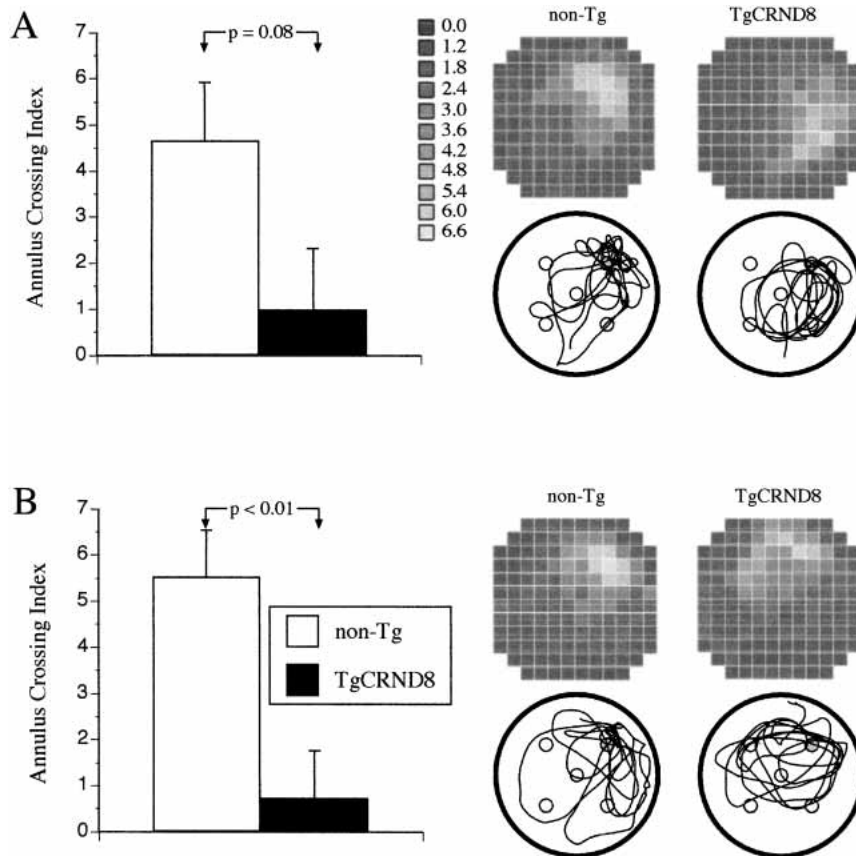 A
Annulus Crossing Index
7
6
5
4
3
2
1
0
p = 0.08
0.0
1.2
1.8
2.4
3.0
3.6
4.2
4.8
5.4
6.0
6.6
non-Tg
TgCRND8
B
Annulus Crossing Index
7
6
5
4
3
2
1
0
p < 0.01
non-Tg
TgCRND8
non-Tg
TgCRND8